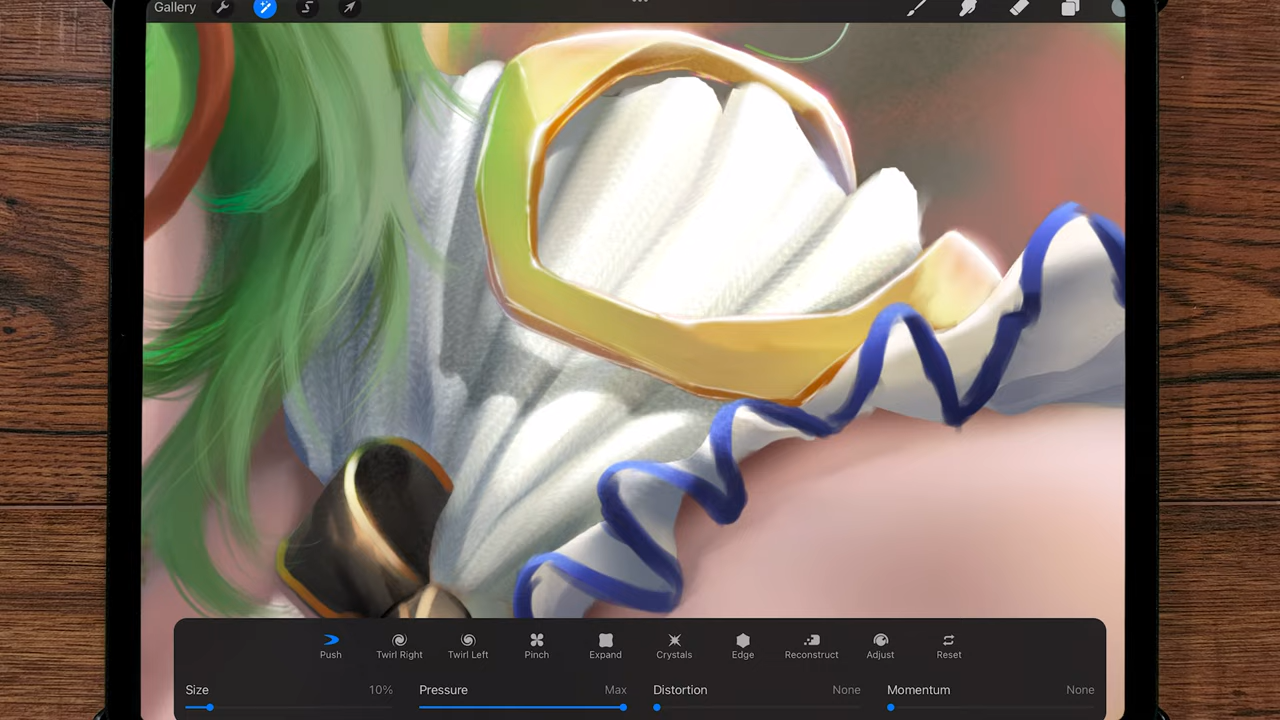 Gallery
Push Twirl Right Twirl Left Pinch Expand Crystals Edge Reconstruct Adjust Reset
Size 10% Pressure Max Distortion None Momentum None